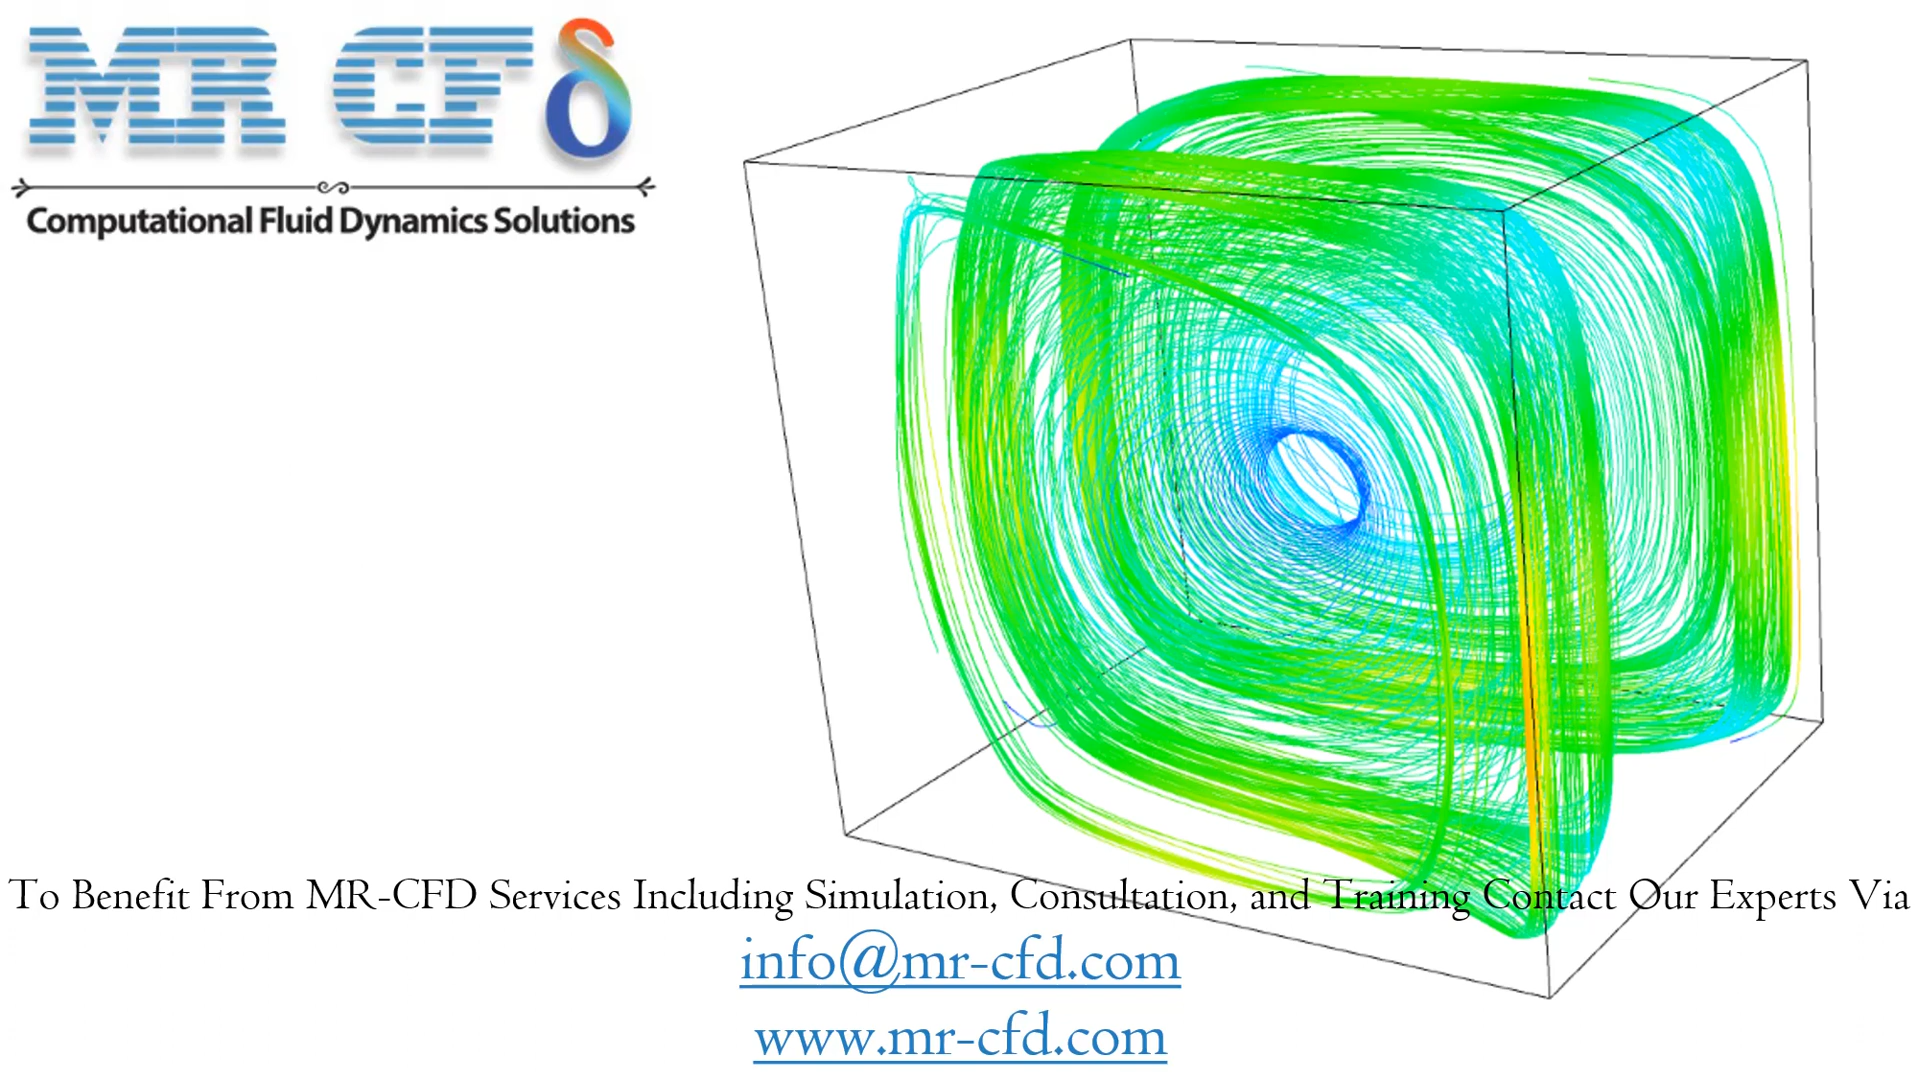 MR CFδ
Computational Fluid Dynamics Solutions
To Benefit From MR-CFD Services Including Simulation, Consultation, and Training Contact Our Experts Via
info@mr-cfd.com
www.mr-cfd.com